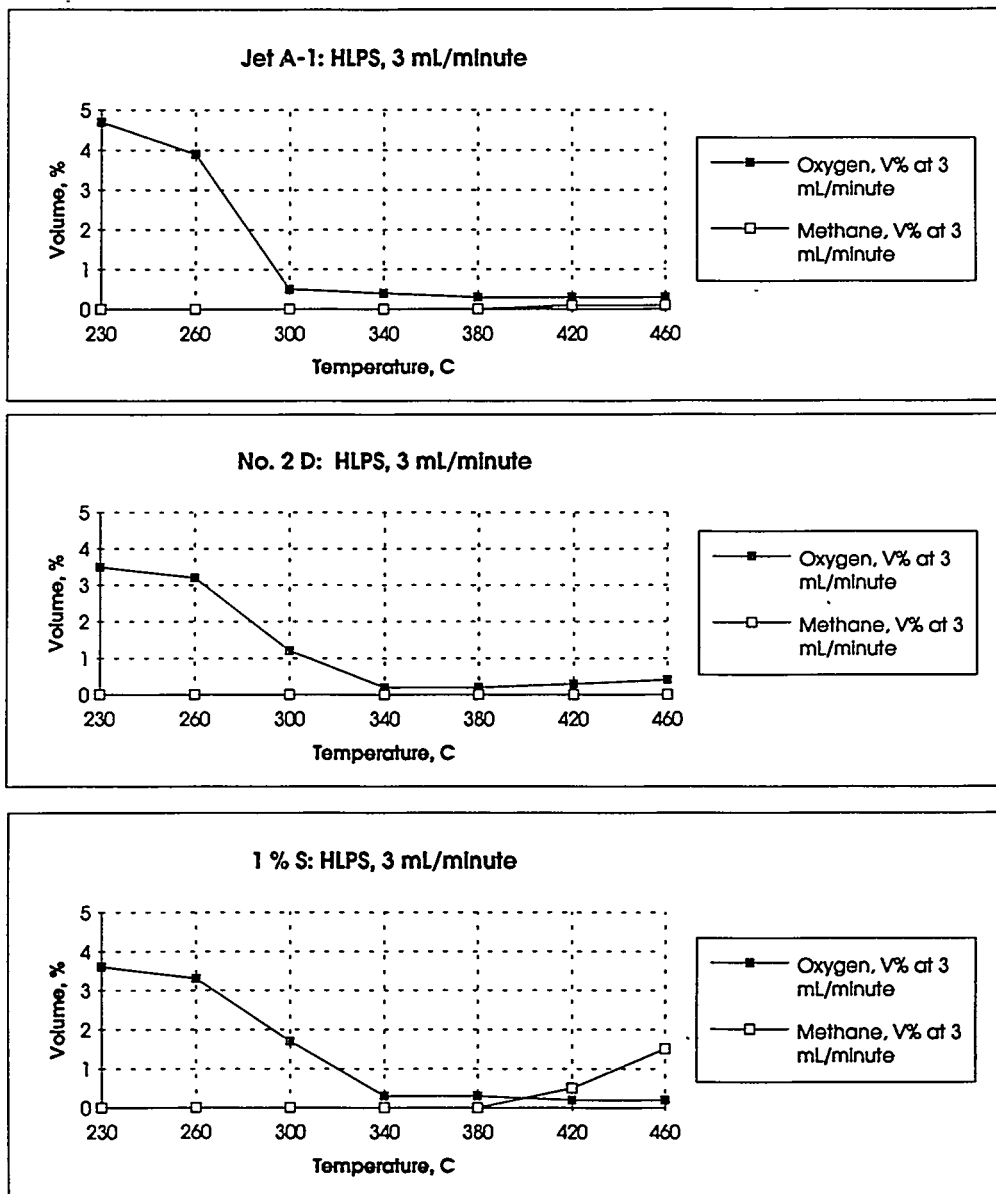 Jet A-1: HLPS, 3 mL/minute
Volume, %
5
4
3
2
1
0
230 260 300 340 380 420 460
Temperature, C
Oxygen, V% at 3
mL/minute
Methane, V% at 3
mL/minute
No. 2 D: HLPS, 3 mL/minute
Volume, %
5
4
3
2
1
0
230 260 300 340 380 420 460
Temperature, C
Oxygen, V% at 3
mL/minute
Methane, V% at 3
mL/minute
1 % S: HLPS, 3 mL/minute
Volume, %
5
4
3
2
1
0
230 260 300 340 380 420 460
Temperature, C
Oxygen, V% at 3
mL/minute
Methane, V% at 3
mL/minute